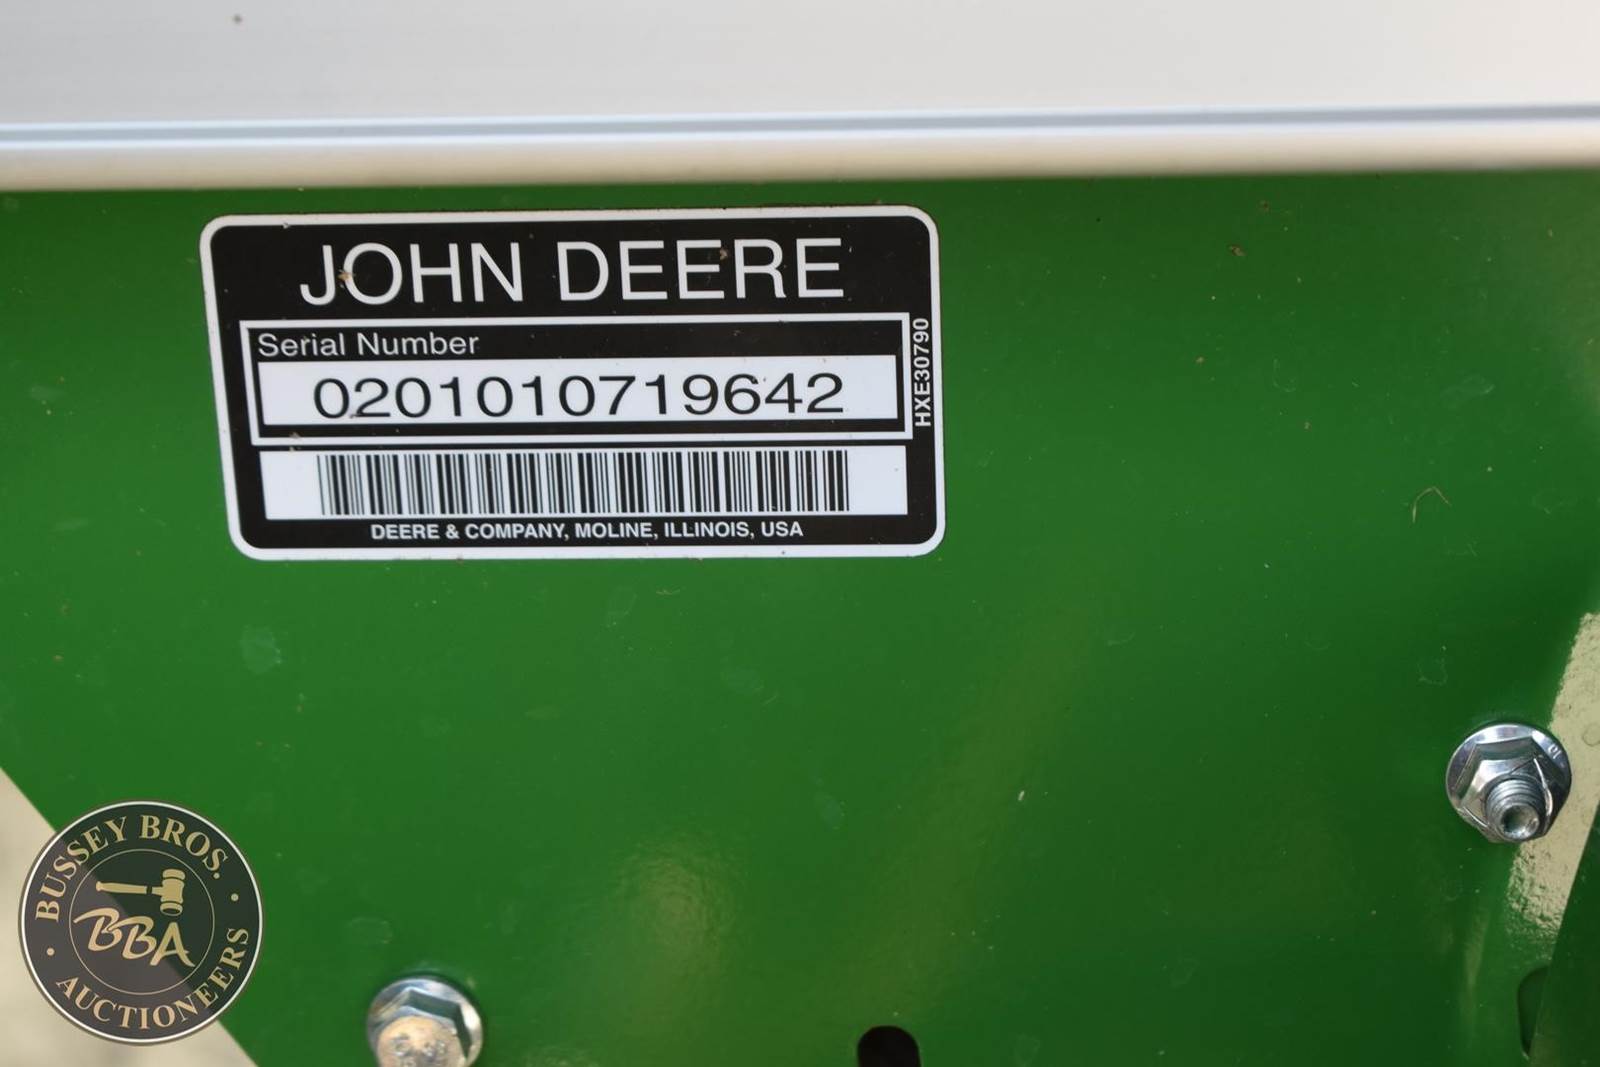 JOHN DEERE
Serial Number
0201010719642
HXE30790
DEERE & COMPANY, MOLINE, ILLINOIS, USA
BUSSEY BROS.
BBA
AUCTIONEERS